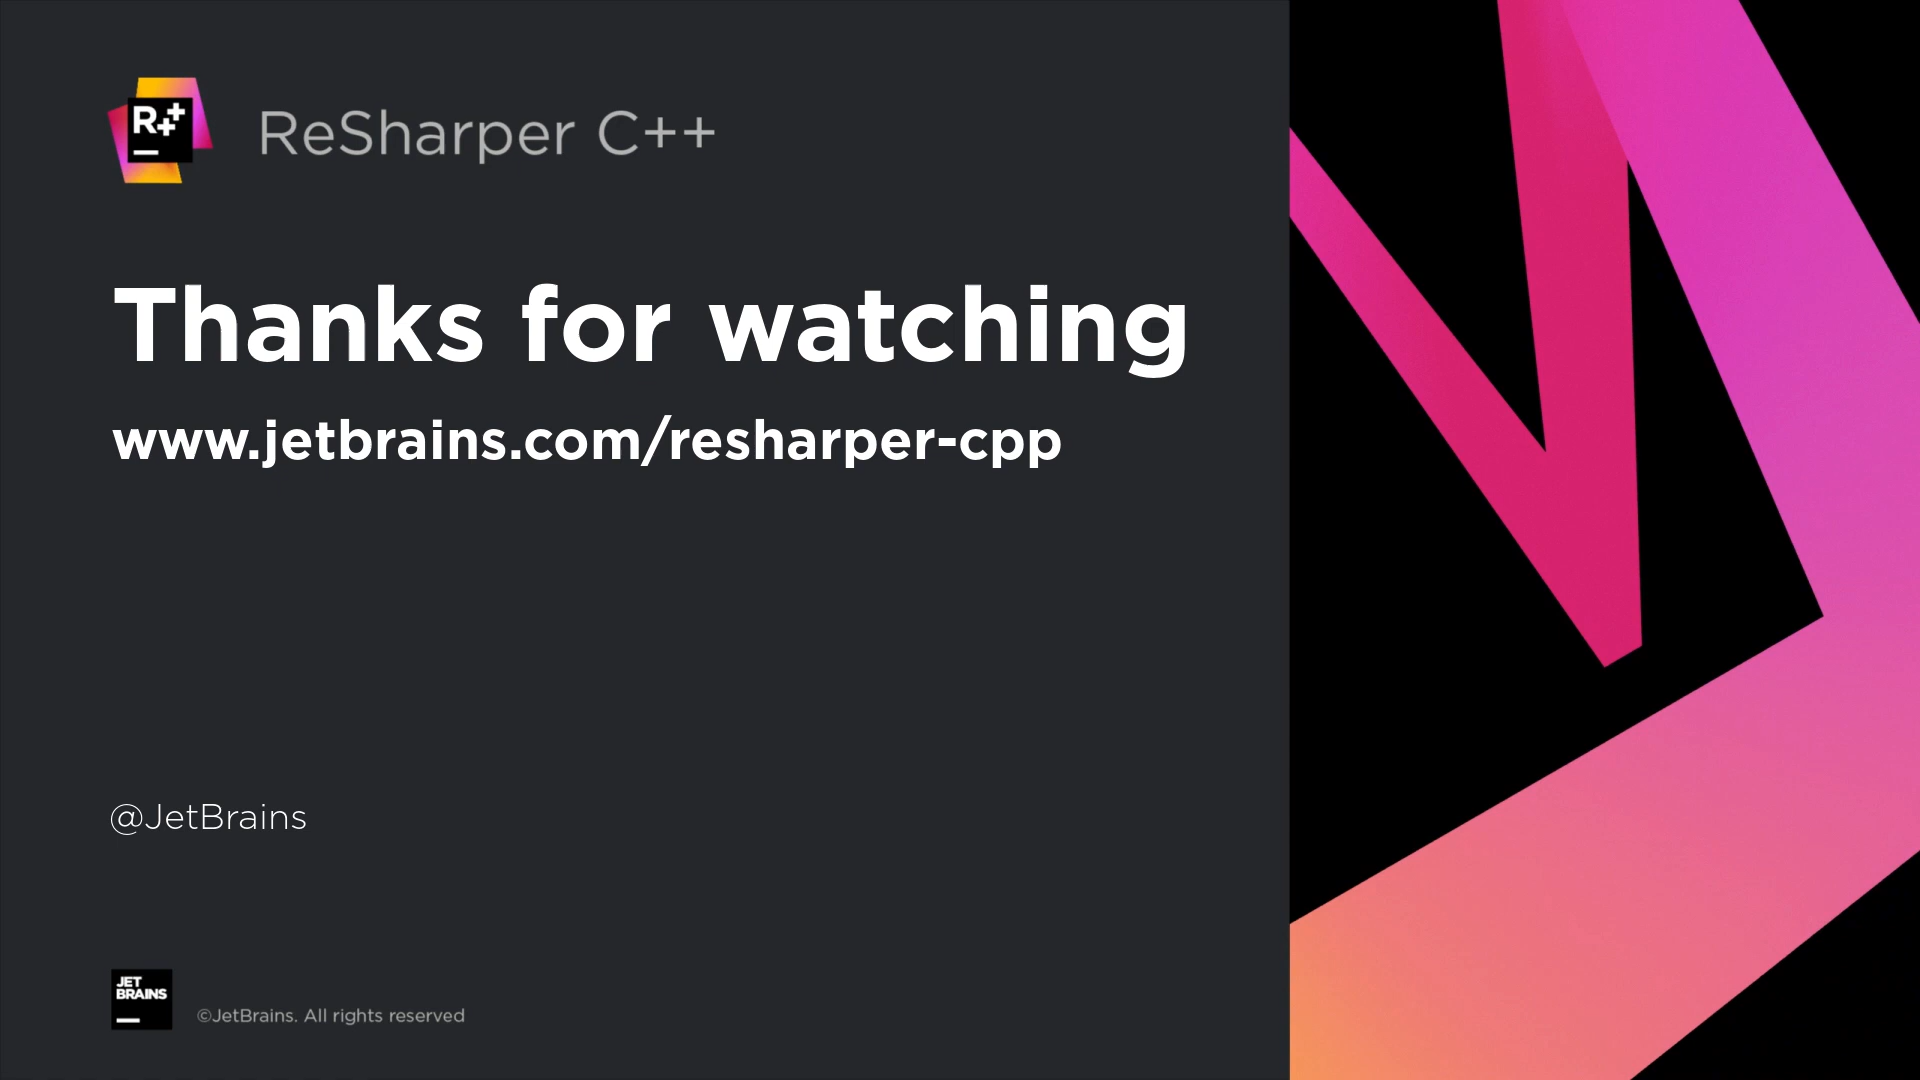 R++
ReSharper C++
Thanks for watching
www.jetbrains.com/resharper-cpp
@JetBrains
JET
BRAINS
©JetBrains. All rights reserved